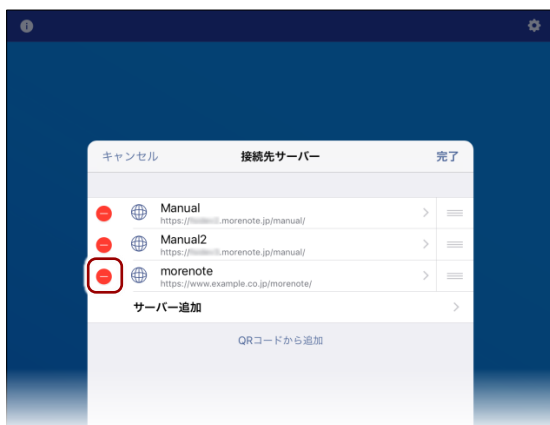 キャンセル 接続先サーバー 完了
Manual
https://.morenote.jp/manual/
Manual2
https://.morenote.jp/manual/
morenote
https://www.example.co.jp/morenote/
サーバー追加
QRコードから追加